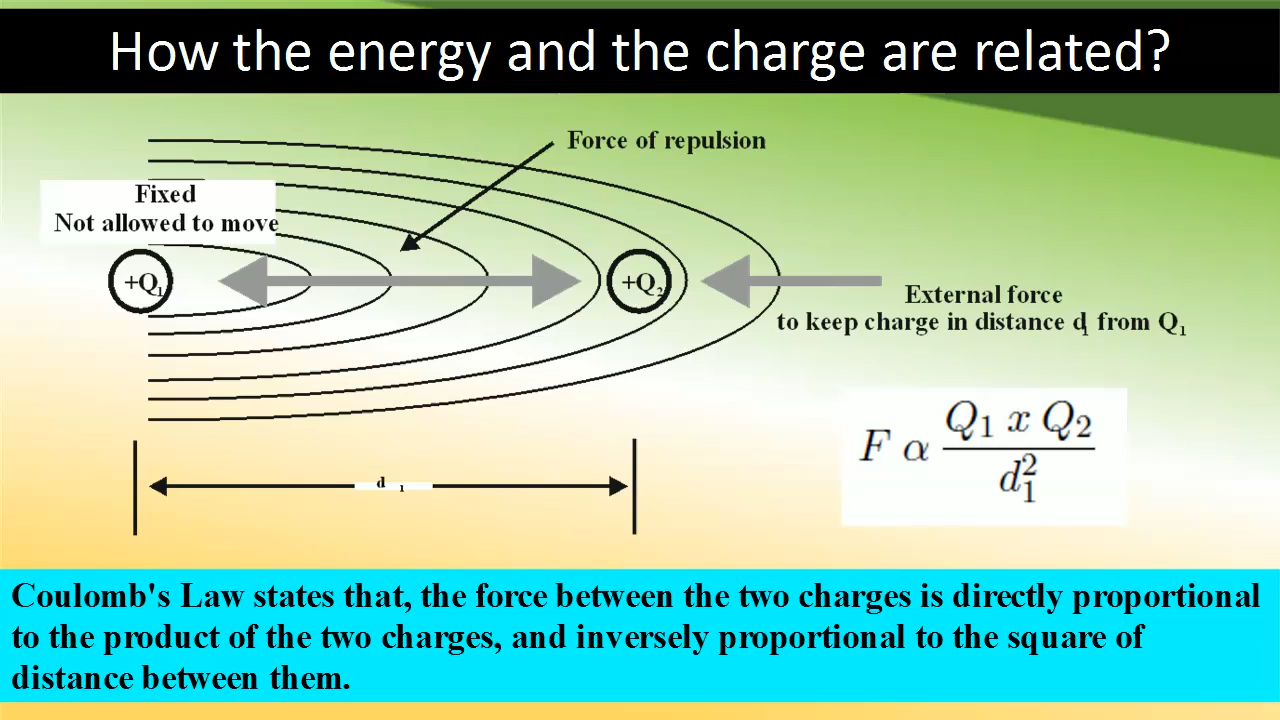 How the energy and the charge are related?
Force of repulsion
Fixed
Not allowed to move
+Q₁
+Q₂
External force
to keep charge in distance d₁ from Q₁
F α Q₁ x Q₂ / d₁²
d ₁
Coulomb's Law states that, the force between the two charges is directly proportional
to the product of the two charges, and inversely proportional to the square of
distance between them.